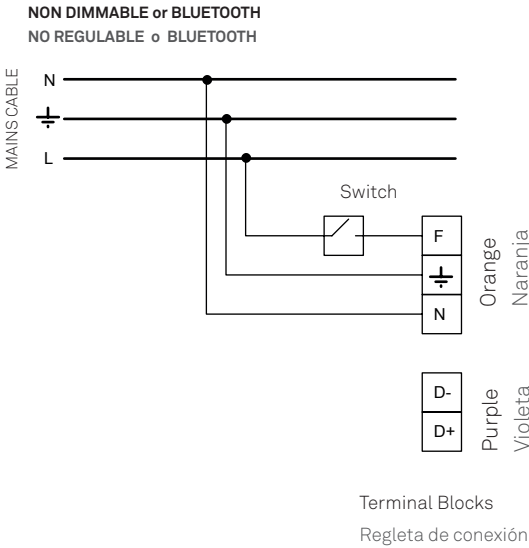 NON DIMMABLE or BLUETOOTH
NO REGULABLE o BLUETOOTH
MAINS CABLE
N
L
Switch
F
N
Orange
Naranja
D-
D+
Purple
Violeta
Terminal Blocks
Regleta de conexión